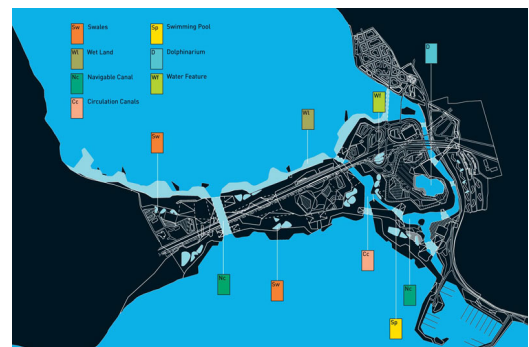 Sw Swales
Sp Swimming Pool
Wl Wet Land
D Dolphinarium
Nc Navigable Canal
Wf Water Feature
Cc Circulation Canals
D
Wf
Wl
Sw
Cc
Nc
Sw
Nc
Sp